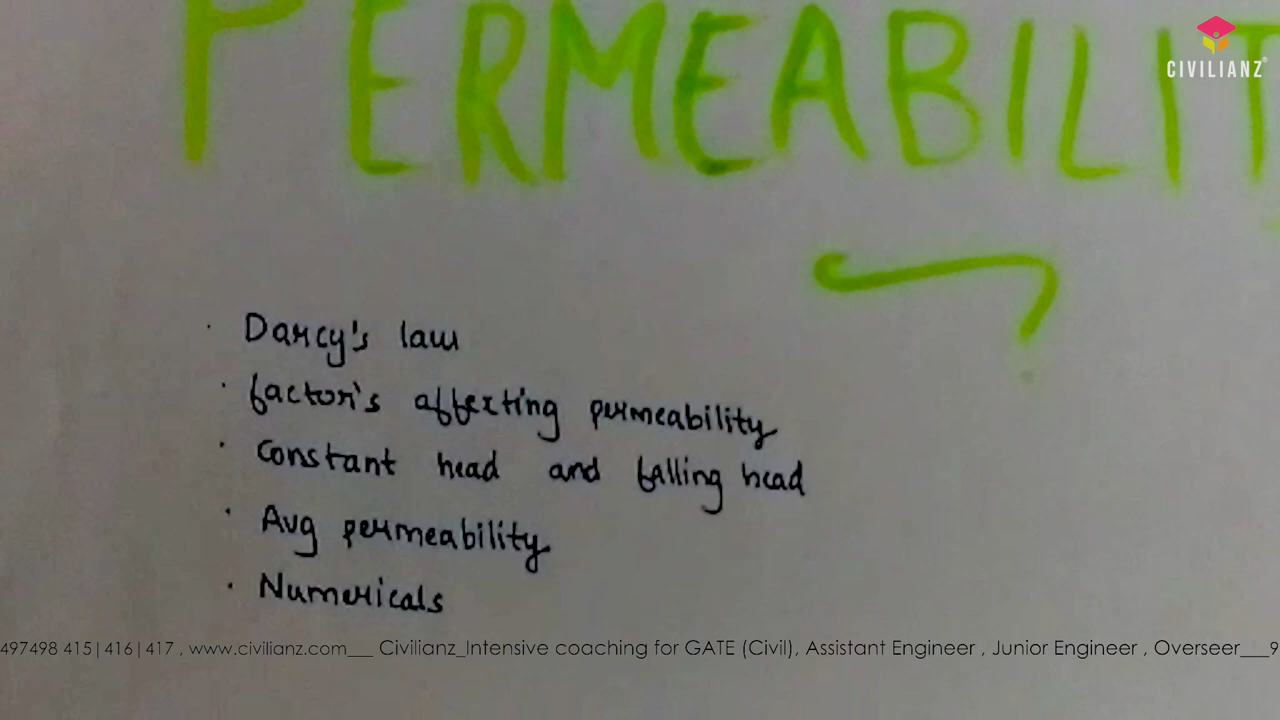 PERMEABILIT
CIVILIANZ
Darcy's law
factor's affecting permeability
constant head and falling head
Avg permeability
Numericals
497498 415|416|417 , www.civilianz.com___ Civilianz_Intensive coaching for GATE (Civil), Assistant Engineer , Junior Engineer , Overseer___9